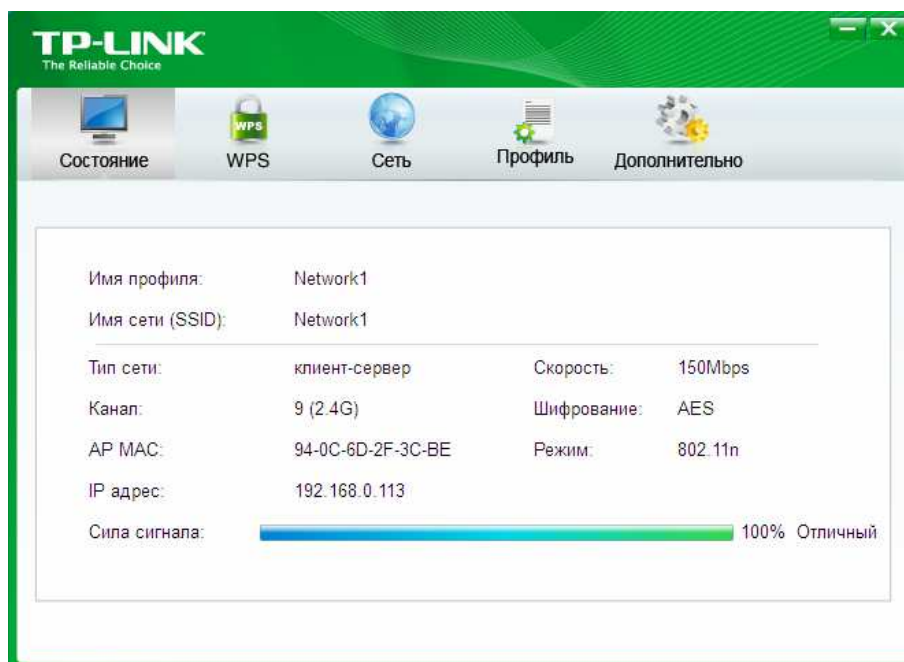 TP-LINK
The Reliable Choice
WPS
Состояние WPS Сеть Профиль Дополнительно
Имя профиля: Network1
Имя сети (SSID): Network1
Тип сети: клиент-сервер Скорость: 150Mbps
Канал: 9 (2.4G) Шифрование: AES
AP MAC: 94-0C-6D-2F-3C-BE Режим: 802.11n
IP адрес: 192.168.0.113
Сила сигнала: 100% Отличный